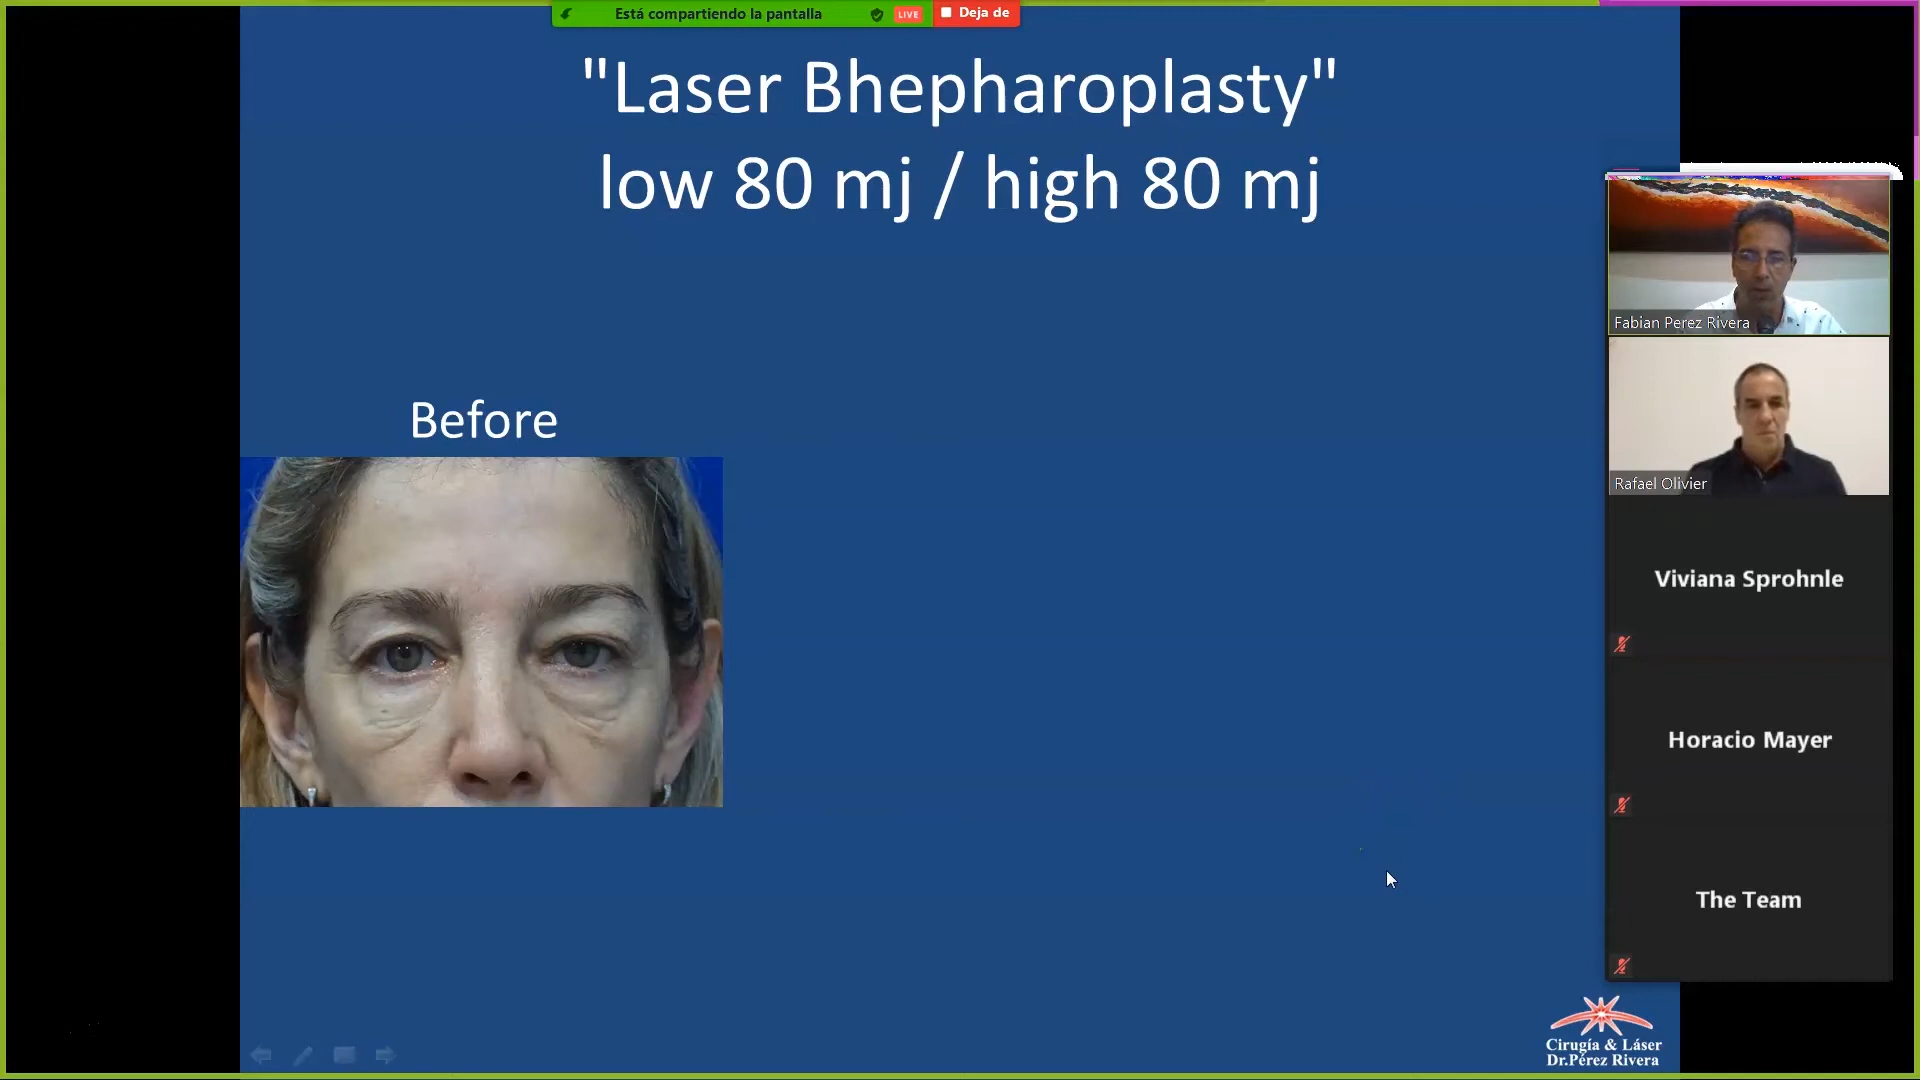 Está compartiendo la pantalla
LIVE
Deja de
"Laser Bhepharoplasty"
low 80 mj / high 80 mj
Before
Fabian Perez Rivera
Rafael Olivier
Viviana Sprohnle
Horacio Mayer
The Team
Cirugía & Láser
Dr.Pérez Rivera